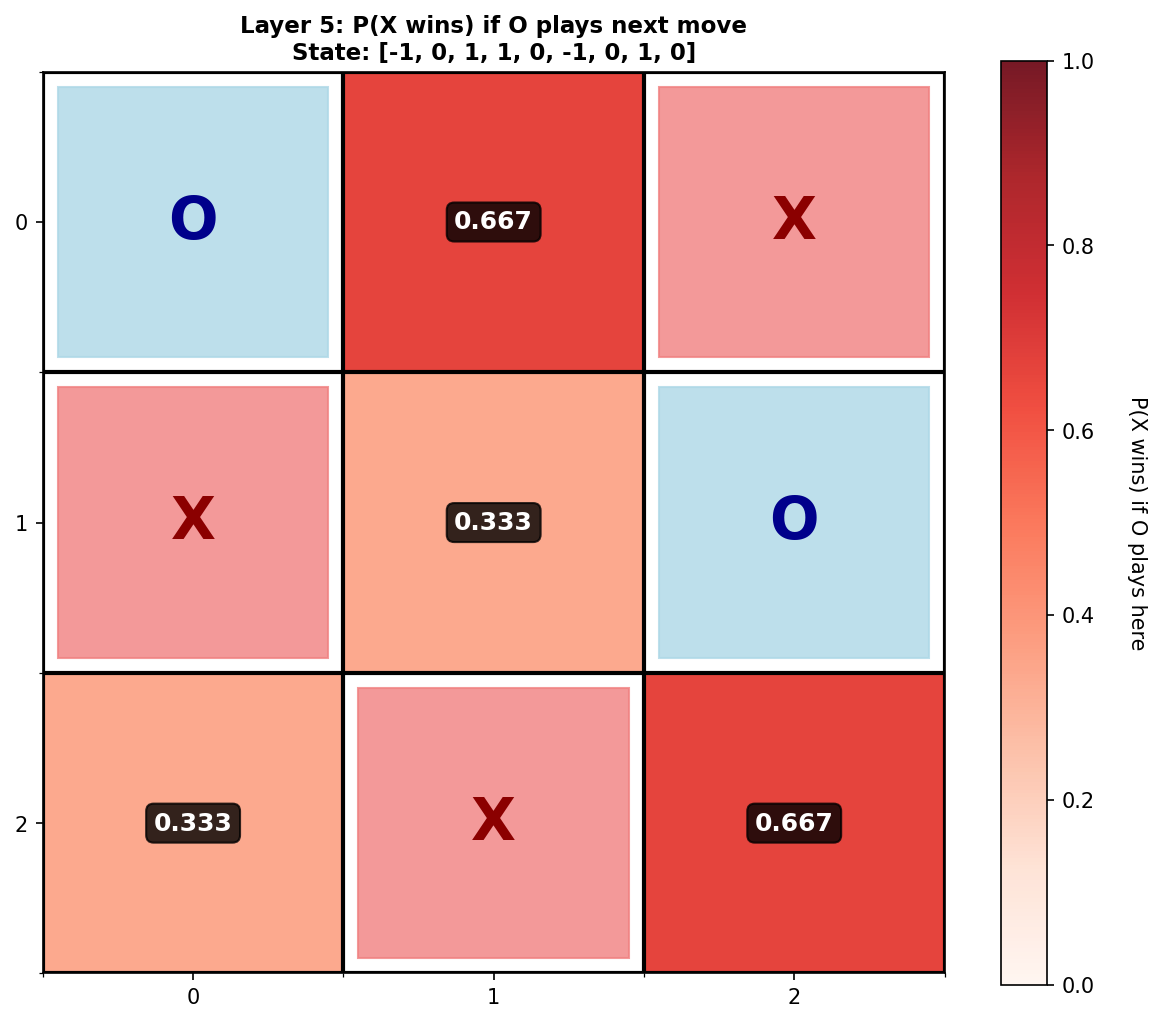 Layer 5: P(X wins) if O plays next move
State: [-1, 0, 1, 1, 0, -1, 0, 1, 0]
0
O
0.667
X
1
X
0.333
O
2
0.333
X
0.667
0
1
2
1.0
0.8
0.6
0.4
0.2
0.0
P(X wins) if O plays here